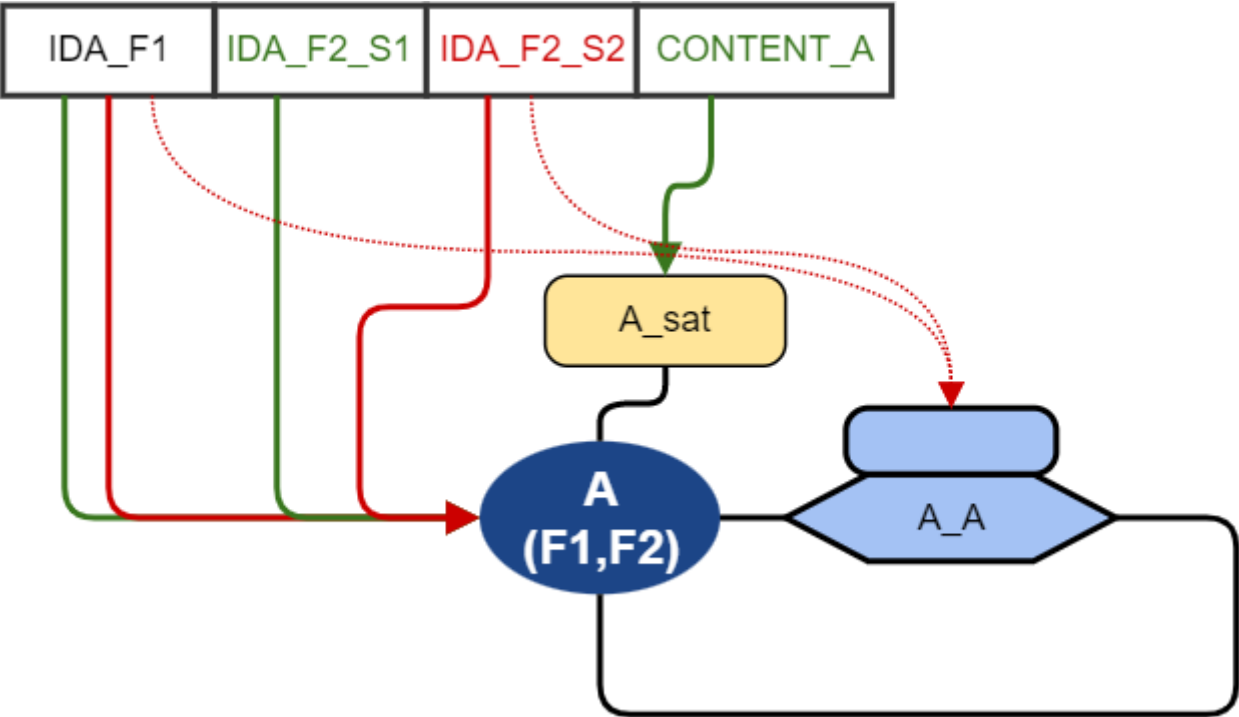 IDA_F1
IDA_F2_S1
IDA_F2_S2
CONTENT_A
A_sat
A
(F1,F2)
A_A